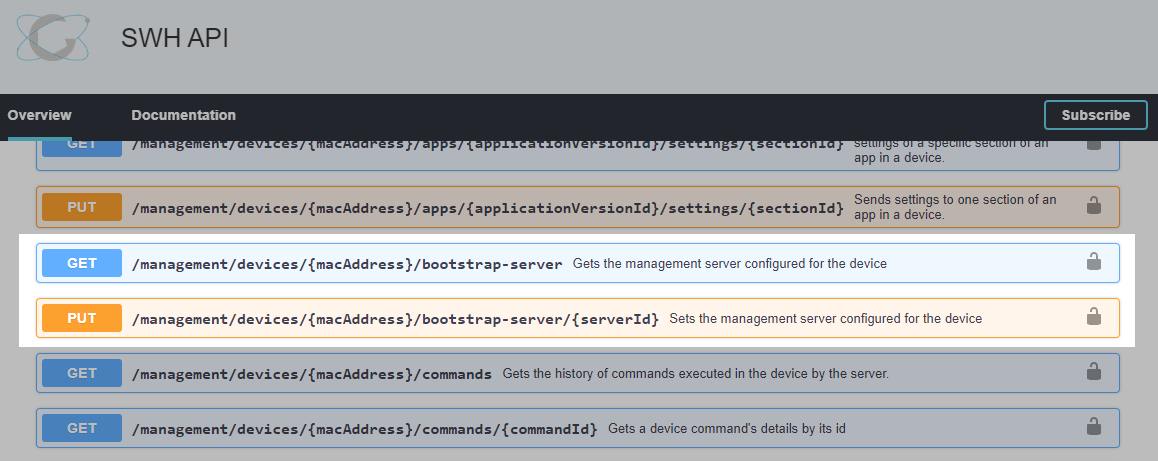 SWH API
Overview
Documentation
Subscribe
GET
/management/devices/{macAddress}/apps/{applicationVersionId}/settings/{sectionId}
settings of a specific section of an
app in a device.
PUT
/management/devices/{macAddress}/apps/{applicationVersionId}/settings/{sectionId}
Sends settings to one section of an
app in a device.
GET
/management/devices/{macAddress}/bootstrap-server
Gets the management server configured for the device
PUT
/management/devices/{macAddress}/bootstrap-server/{serverId}
Sets the management server configured for the device
GET
/management/devices/{macAddress}/commands
Gets the history of commands executed in the device by the server.
GET
/management/devices/{macAddress}/commands/{commandId}
Gets a device command's details by its id